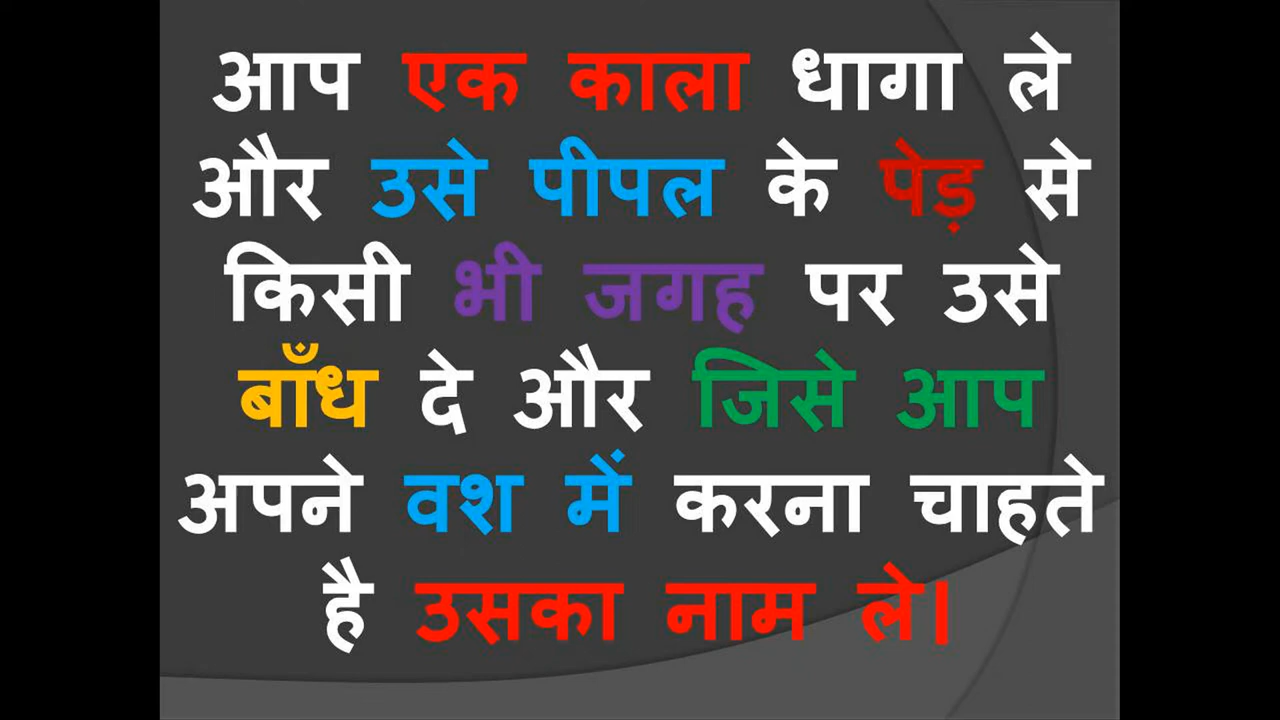 आप एक काला धागा ले
और उसे पीपल के पेड़ से
किसी भी जगह पर उसे
बाँध दे और जिसे आप
अपने वश में करना चाहते
है उसका नाम ले।